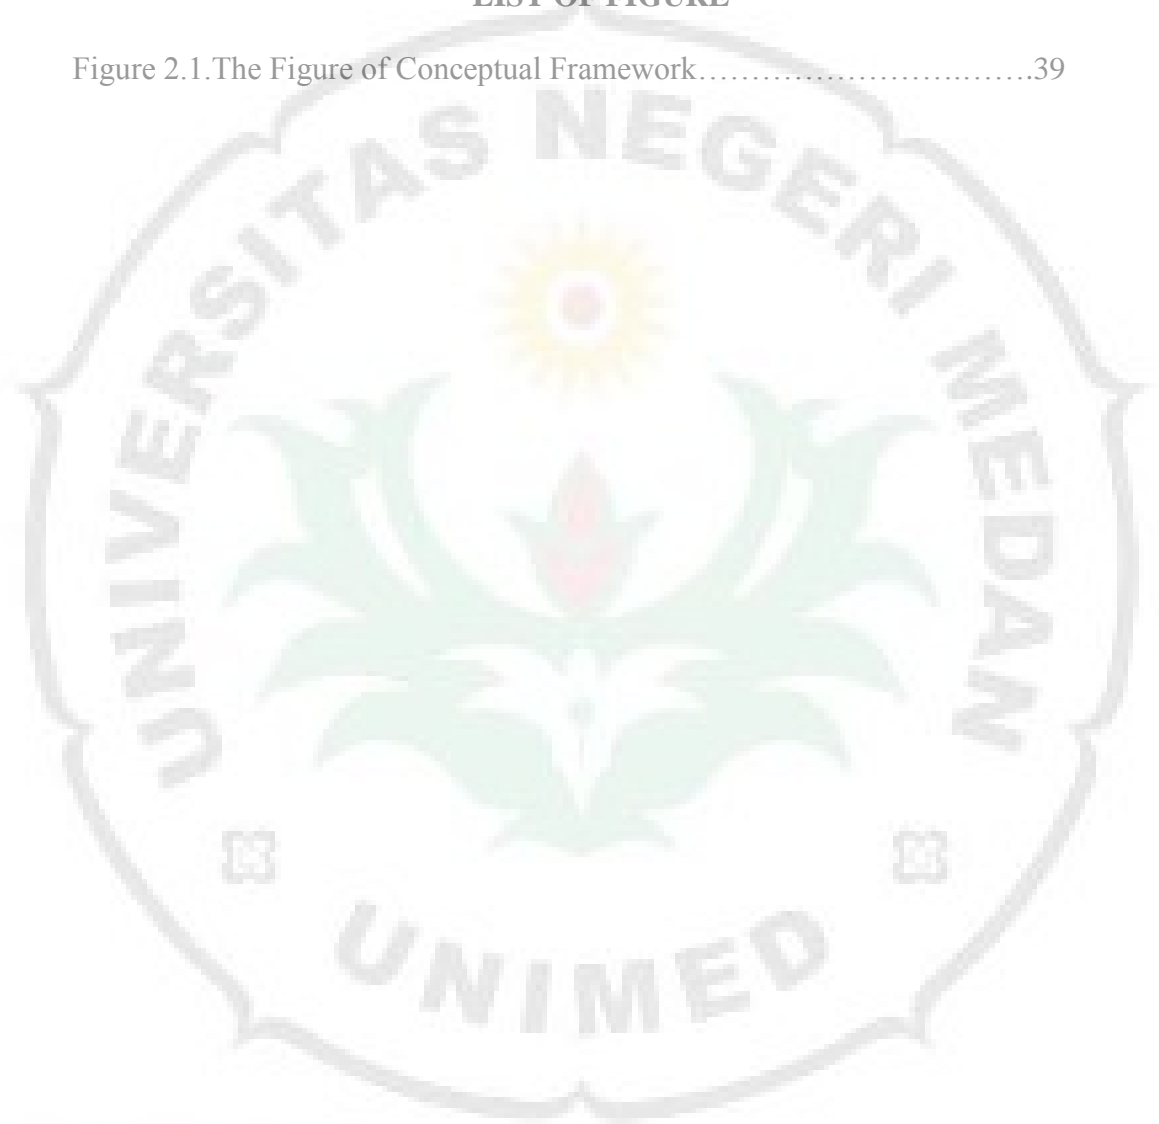 LIST OF FIGURE
Figure 2.1.The Figure of Conceptual Framework……………………….…….39
UNIVERSITAS NEGERI MEDAN
UNIMED